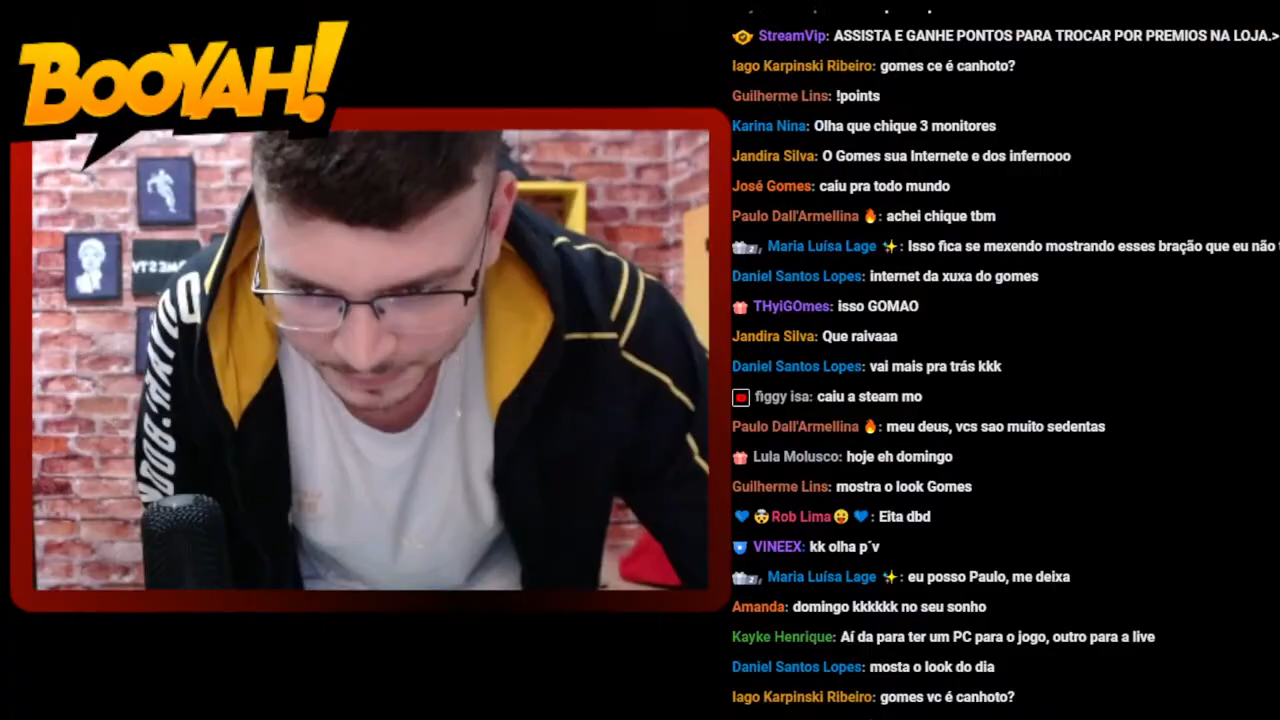 BOOYAH!
StreamVip: ASSISTA E GANHE PONTOS PARA TROCAR POR PREMIOS NA LOJA.>
Iago Karpinski Ribeiro: gomes ce é canhoto?
Guilherme Lins: !points
Karina Nina: Olha que chique 3 monitores
Jandira Silva: O Gomes sua Internete e dos infernooo
José Gomes: caiu pra todo mundo
Paulo Dall'Armellina 🔥: achei chique tbm
Maria Luísa Lage ✨: Isso fica se mexendo mostrando esses bração que eu não
Daniel Santos Lopes: internet da xuxa do gomes
THyiGOmes: isso GOMAO
Jandira Silva: Que raivaaa
Daniel Santos Lopes: vai mais pra trás kkk
figgy isa: caiu a steam mo
Paulo Dall'Armellina 🔥: meu deus, vcs sao muito sedentas
Lula Molusco: hoje eh domingo
Guilherme Lins: mostra o look Gomes
💙 🤯 Rob Lima 😛 💙: Eita dbd
VINEEX: kk olha p´v
Maria Luísa Lage ✨: eu posso Paulo, me deixa
Amanda: domingo kkkkkk no seu sonho
Kayke Henrique: Aí da para ter um PC para o jogo, outro para a live
Daniel Santos Lopes: mosta o look do dia
Iago Karpinski Ribeiro: gomes vc é canhoto?